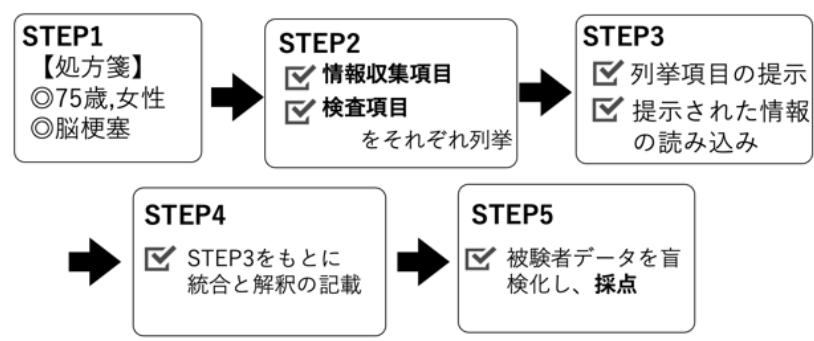 STEP1
【処方箋】
◎75歳,女性
◎脳梗塞
STEP2
情報収集項目
検査項目
をそれぞれ列挙
STEP3
列挙項目の提示
提示された情報
の読み込み
STEP4
STEP3をもとに
統合と解釈の記載
STEP5
被験者データを盲
検化し、採点